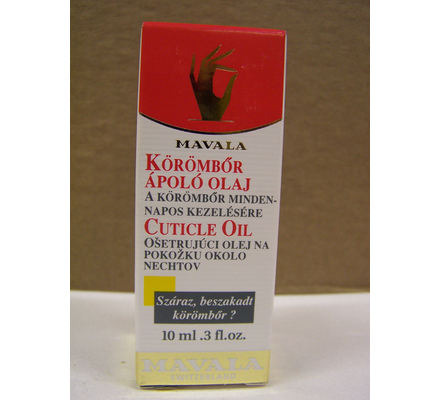 MAVALA
KÖRÖMBŐR
ÁPOLÓ OLAJ
A KÖRÖMBŐR MINDEN-
NAPOS KEZELÉSÉRE
CUTICLE OIL
OŠETRUJÚCI OLEJ NA
POKOŽKU OKOLO
NECHTOV
Száraz, beszakadt
körömbőr ?
10 ml .3 fl.oz.
MAVALA
SWITZERLAND